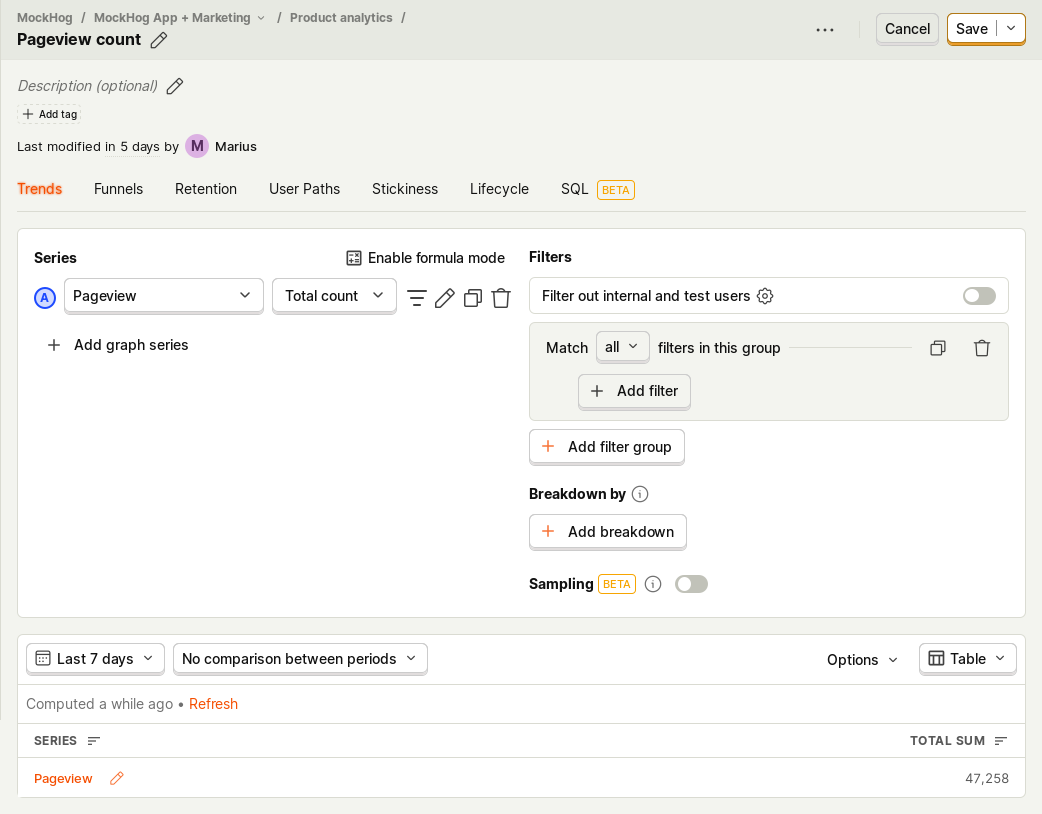 MockHog / MockHog App + Marketing / Product analytics /
Pageview count
Cancel
Save
Description (optional)
Add tag
Last modified in 5 days by M Marius
Trends Funnels Retention User Paths Stickiness Lifecycle SQL BETA
Series
Enable formula mode
A Pageview Total count
Add graph series
Filters
Filter out internal and test users
Match all filters in this group
Add filter
Add filter group
Breakdown by
Add breakdown
Sampling BETA
Last 7 days No comparison between periods Options Table
Computed a while ago • Refresh
SERIES TOTAL SUM
Pageview 47,258